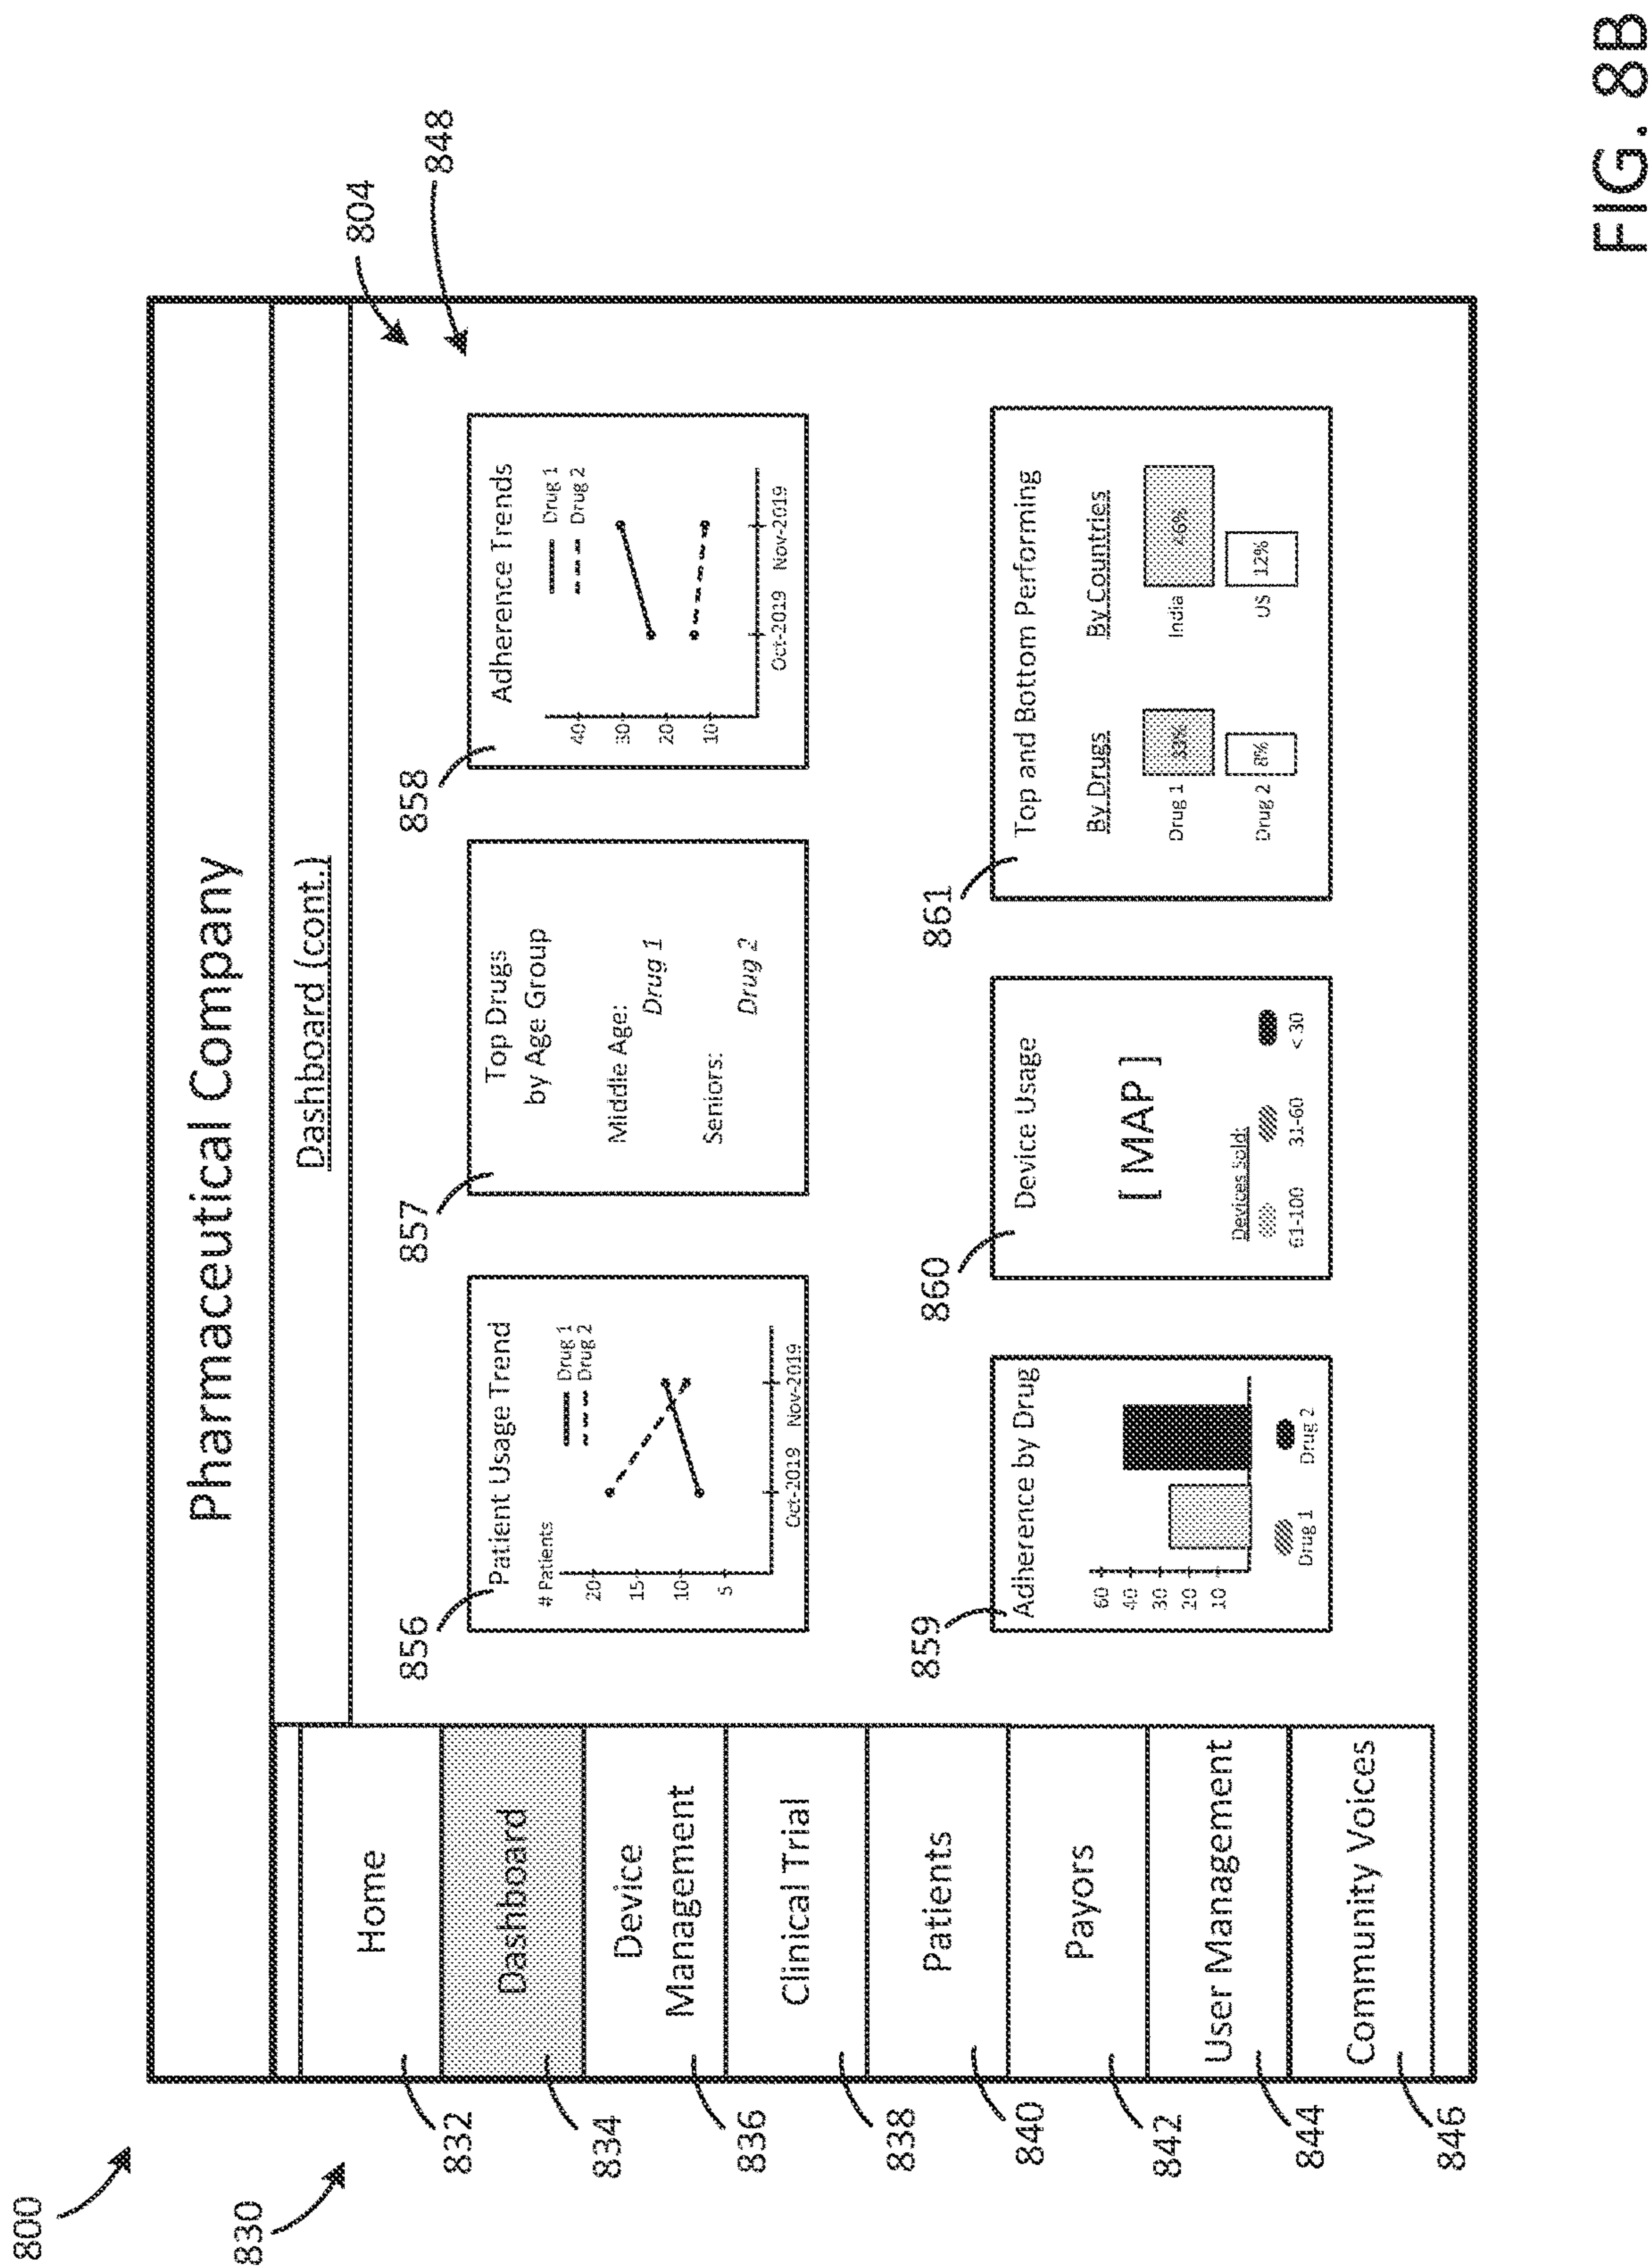 800
830
Pharmaceutical Company
Dashboard (cont.)
804
848
832
Home
834
Dashboard
836
Device
Management
838
Clinical Trial
840
Patients
842
Payors
844
User Management
846
Community Voices
856
Patient Usage Trend
# Patients
Drug 1
Drug 2
20
15
10
5
Oct-2019 Nov-2019
857
Top Drugs
by Age Group
Middle Age:
Drug 1
Seniors:
Drug 2
858
Adherence Trends
Drug 1
Drug 2
40
30
20
10
Oct-2019 Nov-2019
859
Adherence by Drug
60
40
30
20
10
Drug 1 Drug 2
860
Device Usage
[ MAP ]
Devices Sold:
61-100 31-60 <30
861
Top and Bottom Performing
By Drugs By Countries
Drug 1 33% India
Drug 2 8% US 12%
FIG. 8B